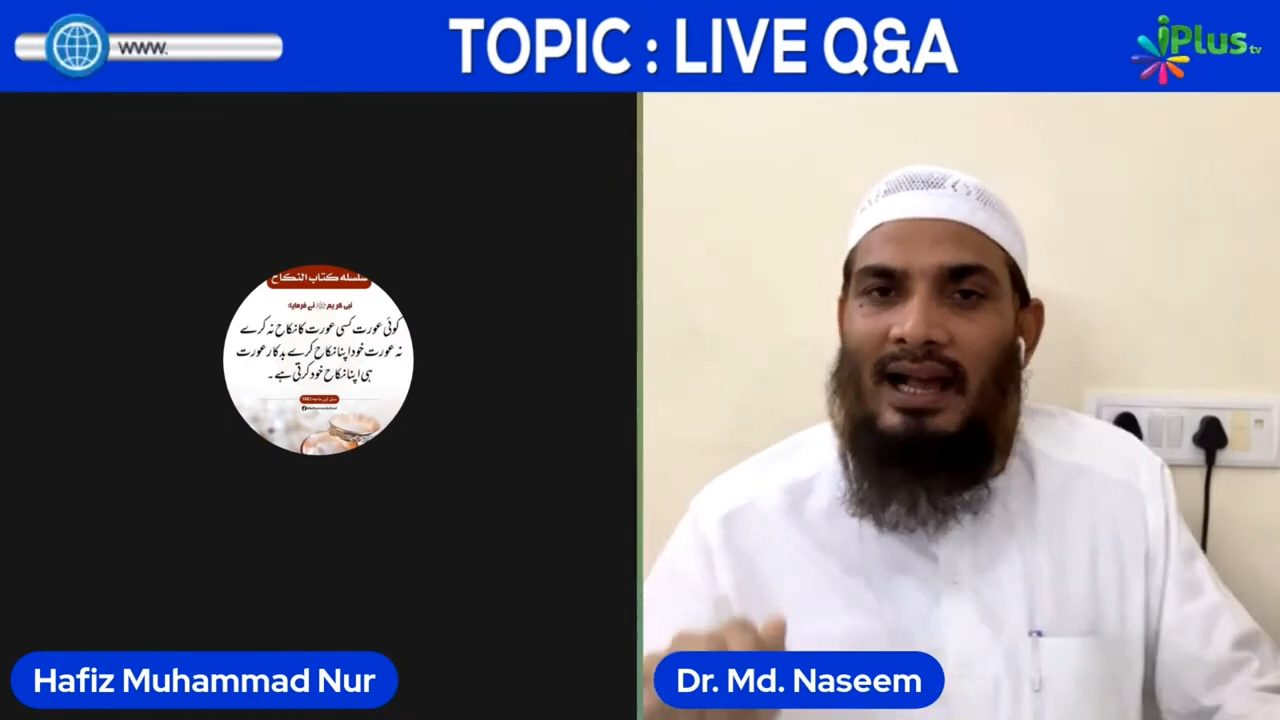 www.
TOPIC : LIVE Q&A
iPlus tv
سلسلہ کتاب النکاح
نبی کریم ﷺ نے فرمایا:
کوئی عورت کسی عورت کا نکاح نہ کرے
نہ عورت خود اپنا نکاح کرے بدکار عورت
ہی اپنا نکاح خود کرتی ہے۔
Hafiz Muhammad Nur
Dr. Md. Naseem